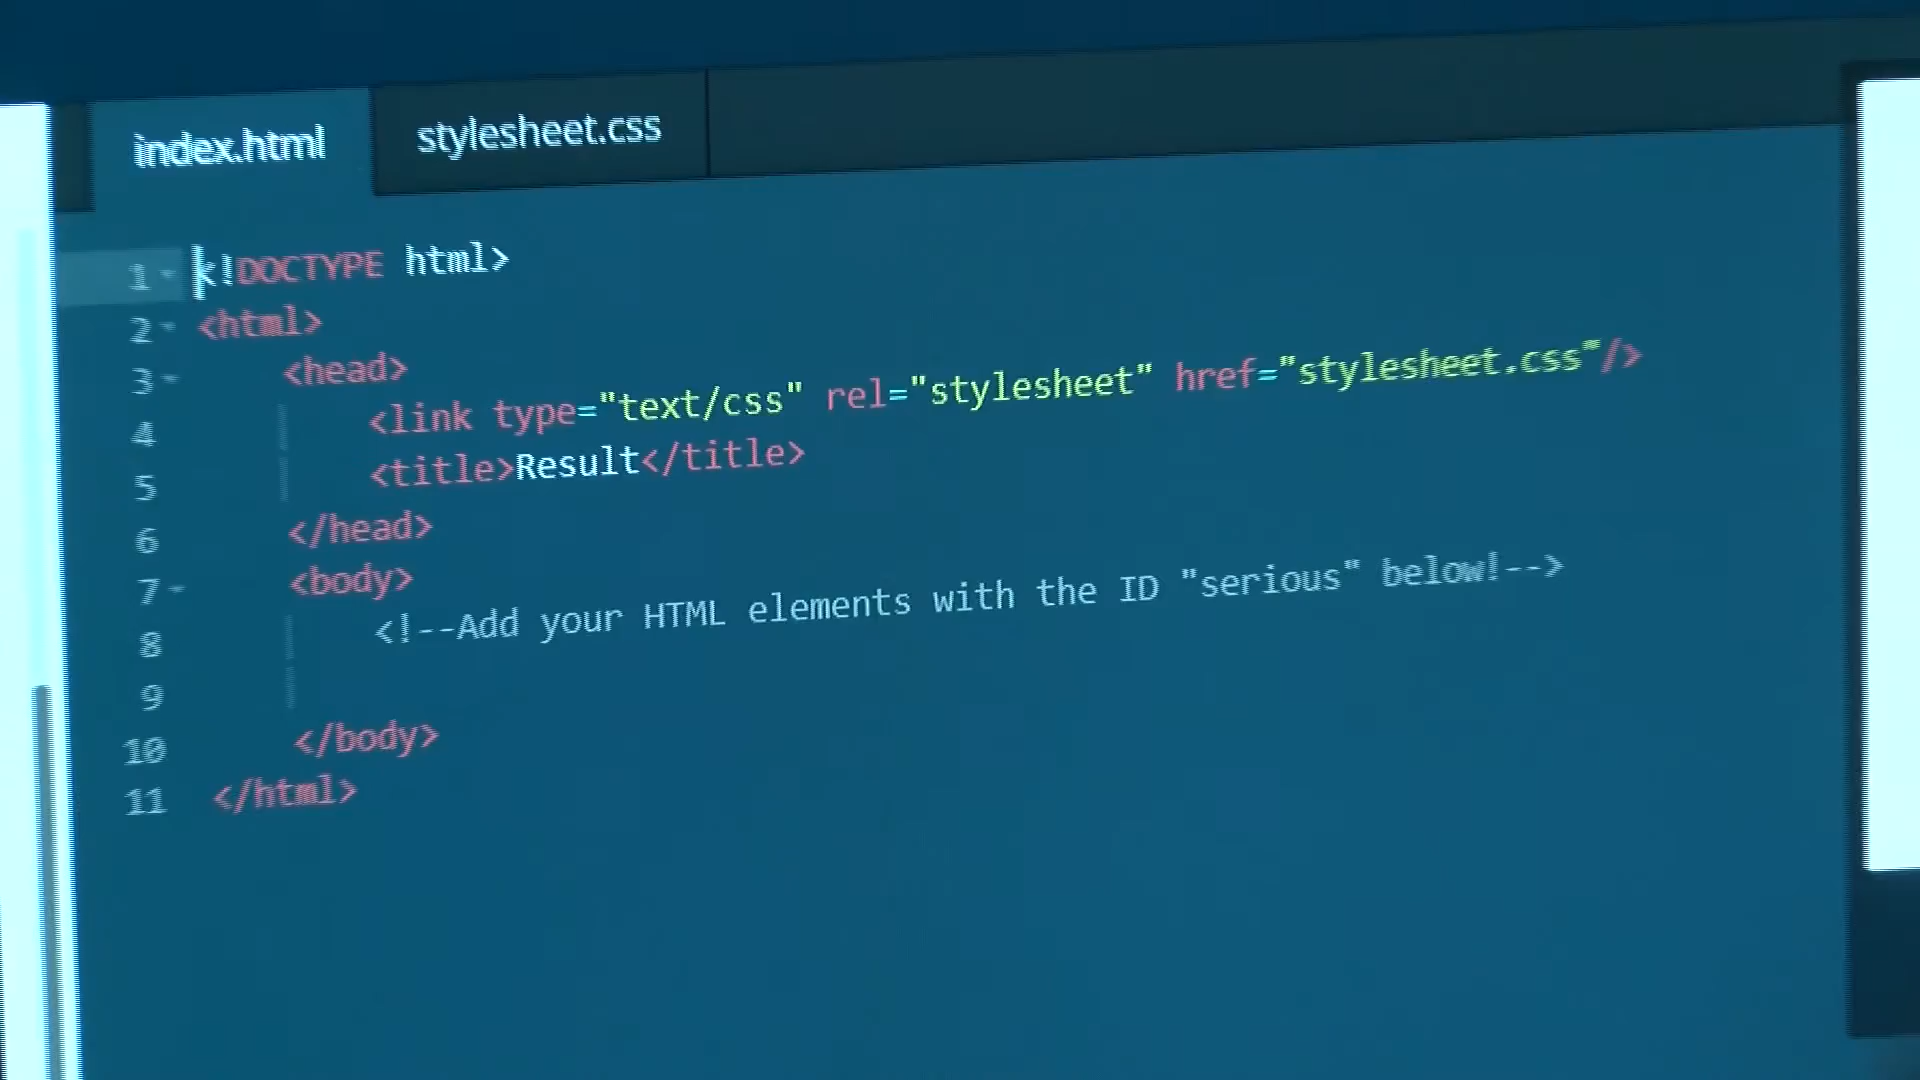 index.html stylesheet.css
1 <!DOCTYPE html>
2 <html>
3 <head>
4 <link type="text/css" rel="stylesheet" href="stylesheet.css"/>
5 <title>Result</title>
6 </head>
7 <body>
8 <!--Add your HTML elements with the ID "serious" below!-->
9
10 </body>
11 </html>